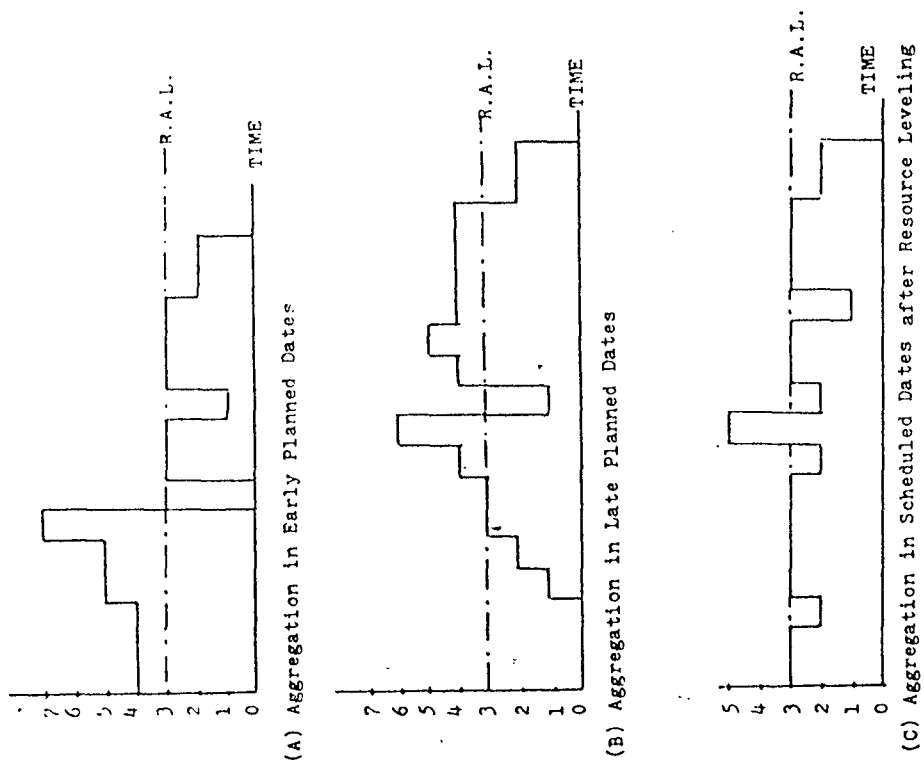 7
6
5
4
3
2
1
0
R.A.L.
TIME
(A) Aggregation in Early Planned Dates
7
6
5
4
3
2
1
0
R.A.L.
TIME
(B) Aggregation in Late Planned Dates
5
4
3
2
1
0
R.A.L.
TIME
(C) Aggregation in Scheduled Dates after Resource Leveling